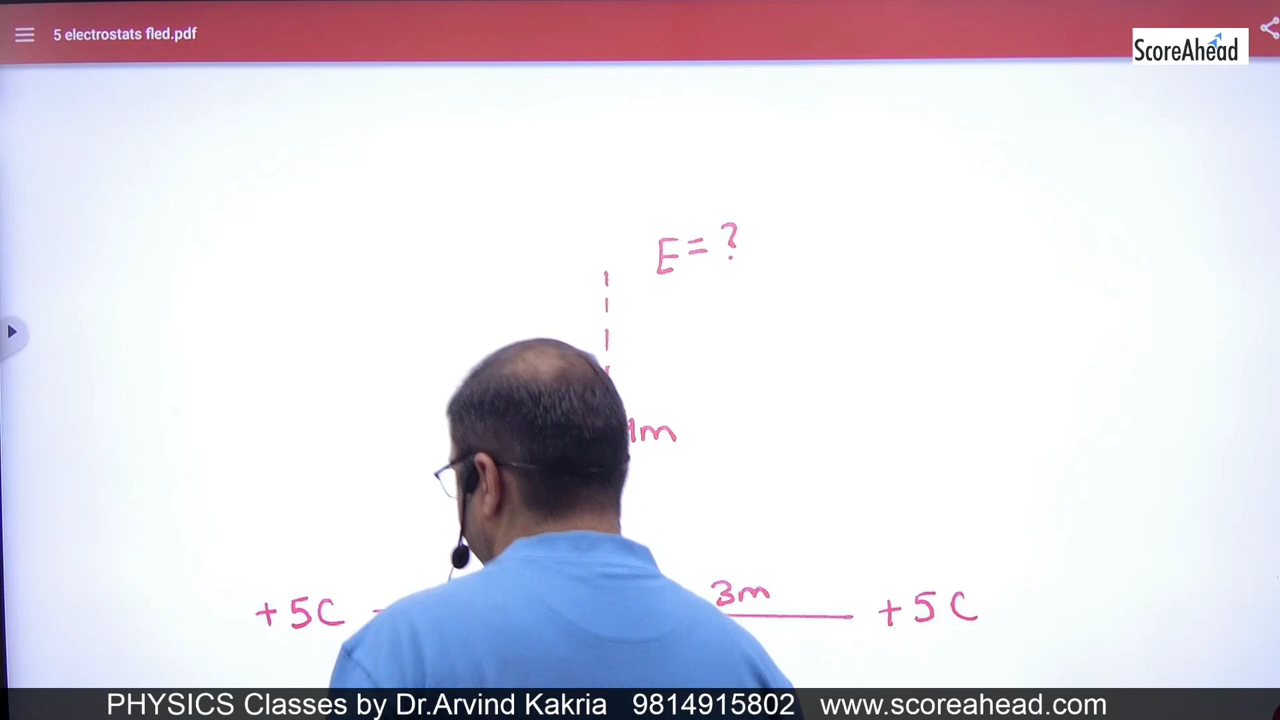 5 electrostats fled.pdf
ScoreAhead
E = ?
m
3m
+5C
+5C
PHYSICS Classes by Dr.Arvind Kakria 9814915802 www.scoreahead.com